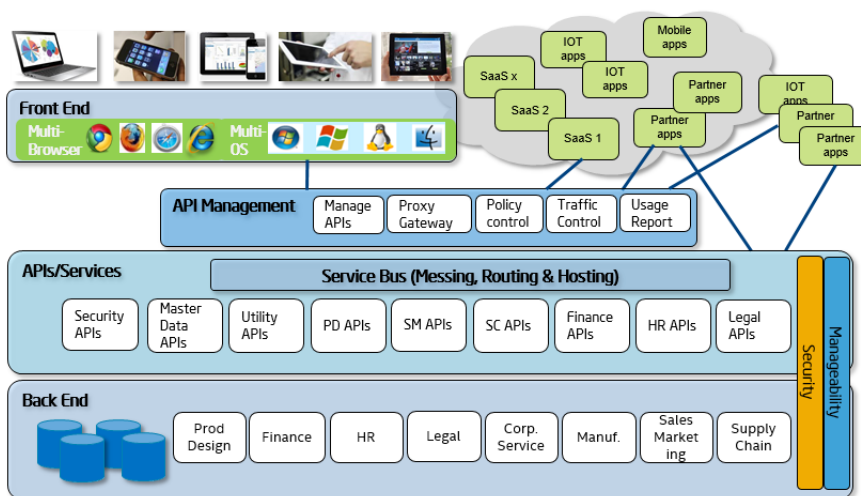 Mobile
apps
IOT
apps
IOT
apps
SaaS x
Partner
apps
IOT
apps
SaaS 2
Partner
apps
Partner
SaaS 1
Partner
apps
Front End
Multi-
Browser
Multi-
OS
API Management
Manage
APIs
Proxy
Gateway
Policy
control
Traffic
Control
Usage
Report
APIs/Services
Service Bus (Messing, Routing & Hosting)
Security
APIs
Master
Data
APIs
Utility
APIs
PD APIs
SM APIs
SC APIs
Finance
APIs
HR APIs
Legal
APIs
Security
Manageability
Back End
Prod
Design
Finance
HR
Legal
Corp.
Service
Manuf.
Sales
Market
ing
Supply
Chain